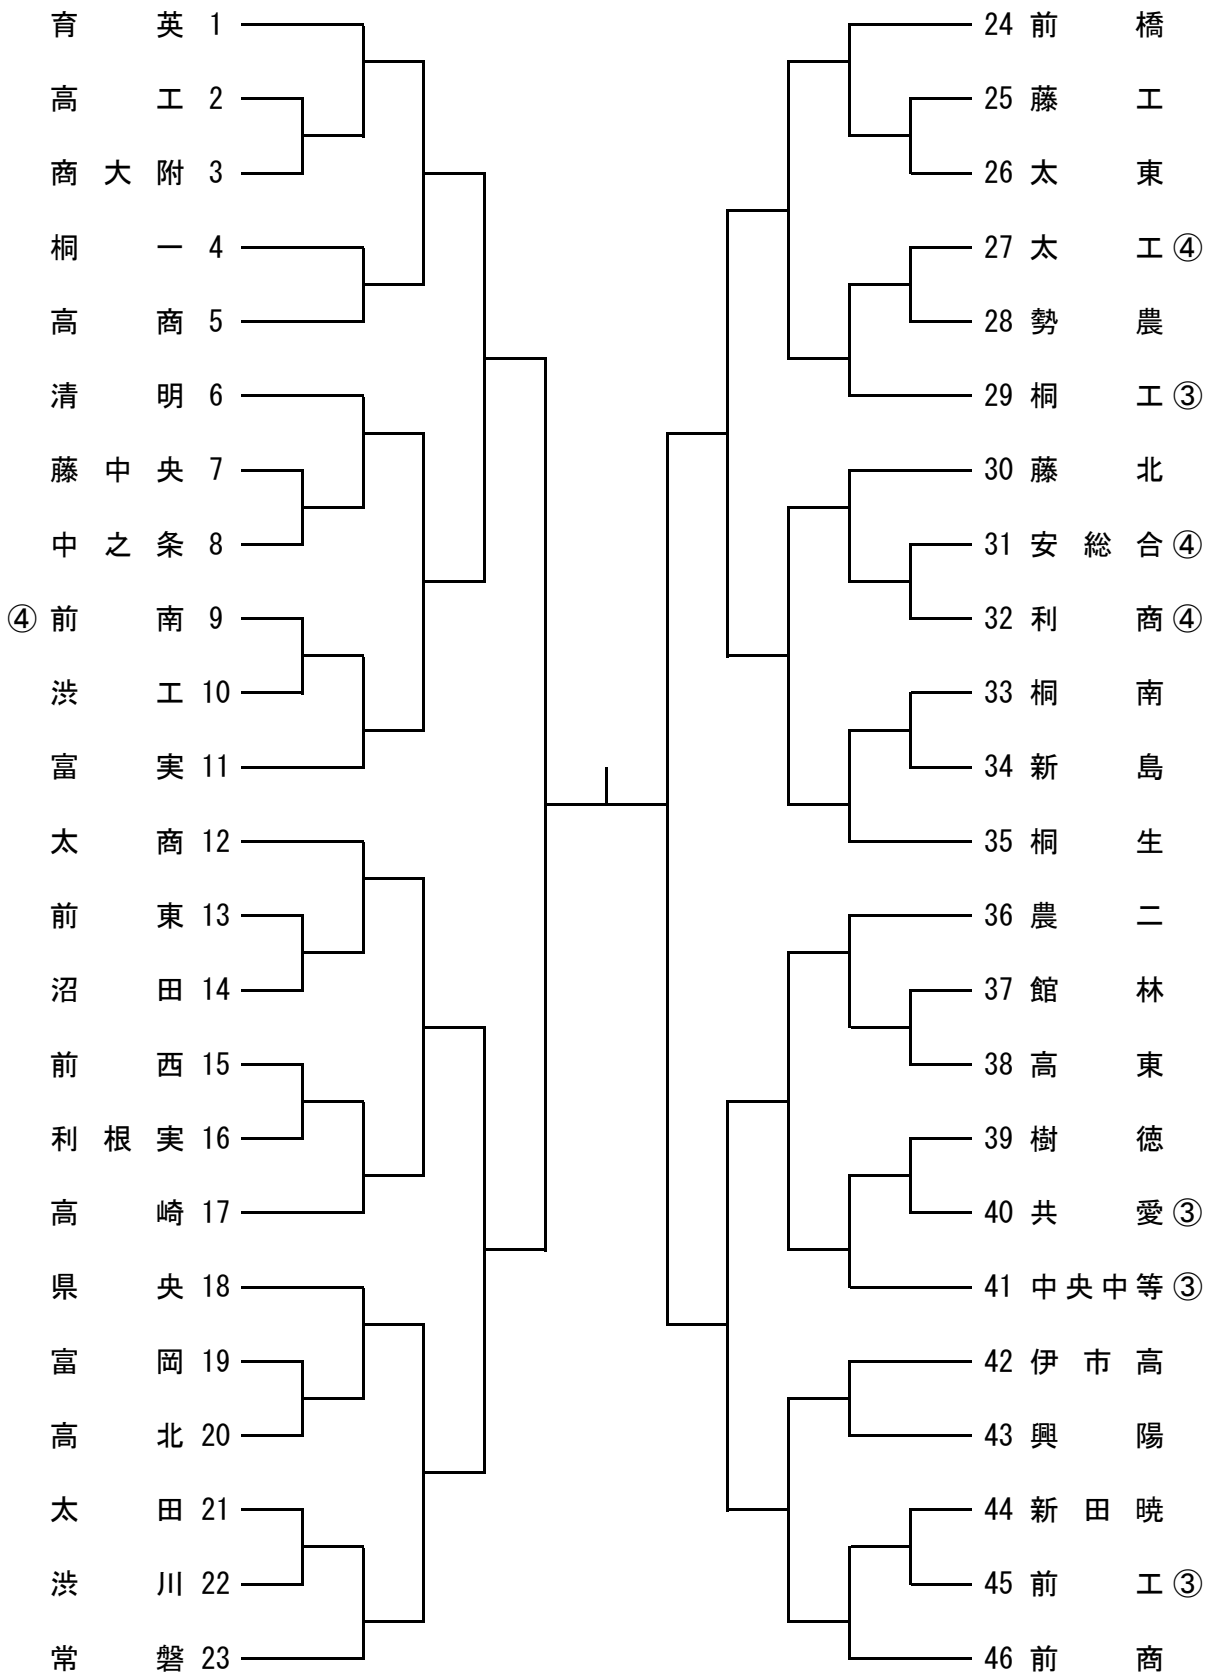 育英 1
高工 2
商大附 3
桐一 4
高商 5
清明 6
藤中央 7
中之条 8
④ 前南 9
渋工 10
富実 11
太商 12
前東 13
沼田 14
前西 15
利根実 16
高崎 17
県央 18
富岡 19
高北 20
太田 21
渋川 22
常磐 23
24 前橋
25 藤工
26 太東
27 太工 ④
28 勢農
29 桐工 ③
30 藤北
31 安総合 ④
32 利商 ④
33 桐南
34 新島
35 桐生
36 農二
37 館林
38 高東
39 樹徳
40 共愛 ③
41 中央中等 ③
42 伊市高
43 興陽
44 新田暁
45 前工 ③
46 前商